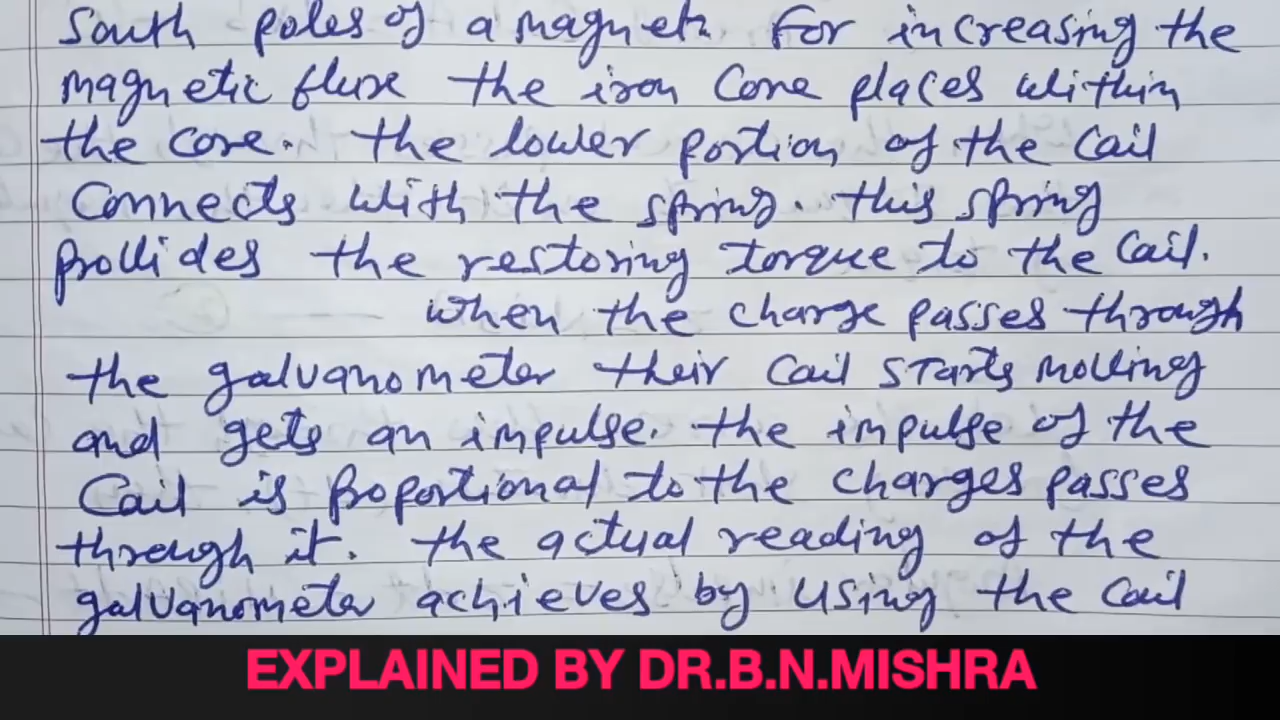 South poles of a magnet. For increasing the
magnetic flux the iron core places within
the core. the lower portion of the Coil
Connects with the spring. this spring
provides the restoring torque to the Coil.
when the charge passes through
the galvanometer their Coil starts moving
and gets an impulse. the impulse of the
Coil is proportional to the charges passes
through it. the actual reading of the
galvanometer achieves by using the Coil
EXPLAINED BY DR.B.N.MISHRA